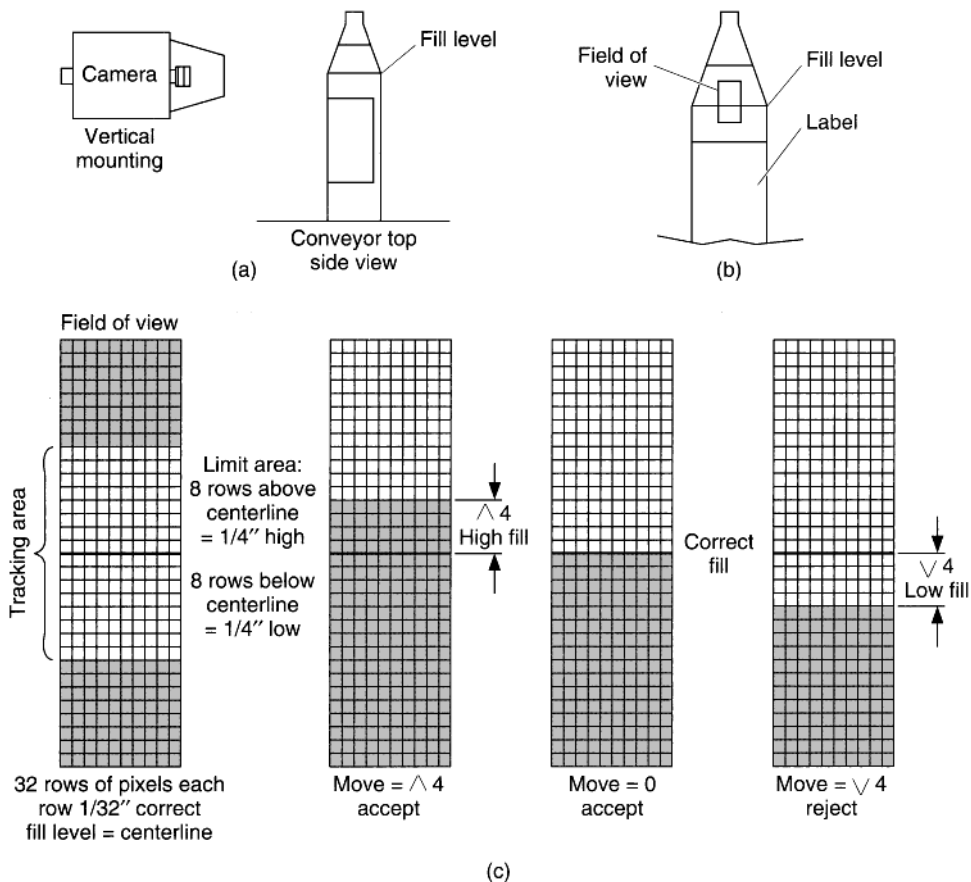 Camera
Vertical
mounting
Fill level
Conveyor top
side view
(a)
Field of
view
Fill level
Label
(b)
Field of view
Tracking area
Limit area:
8 rows above
centerline
= 1/4″ high
8 rows below
centerline
= 1/4″ low
32 rows of pixels each
row 1/32″ correct
fill level = centerline
∧ 4
High fill
Move = ∧ 4
accept
Correct
fill
Move = 0
accept
∨ 4
Low fill
Move = ∨ 4
reject
(c)